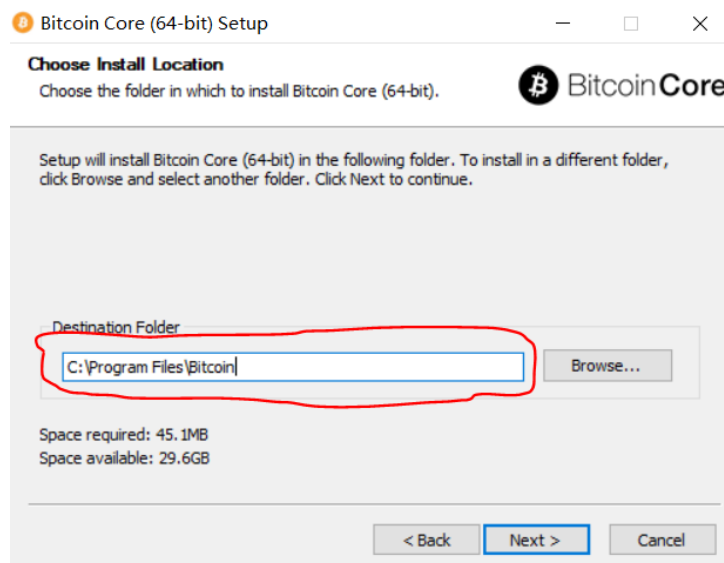 Bitcoin Core (64-bit) Setup
Choose Install Location
Choose the folder in which to install Bitcoin Core (64-bit).
Bitcoin Core
Setup will install Bitcoin Core (64-bit) in the following folder. To install in a different folder,
click Browse and select another folder. Click Next to continue.
Destination Folder
C:\Program Files\Bitcoin
Browse...
Space required: 45.1MB
Space available: 29.6GB
< Back
Next >
Cancel